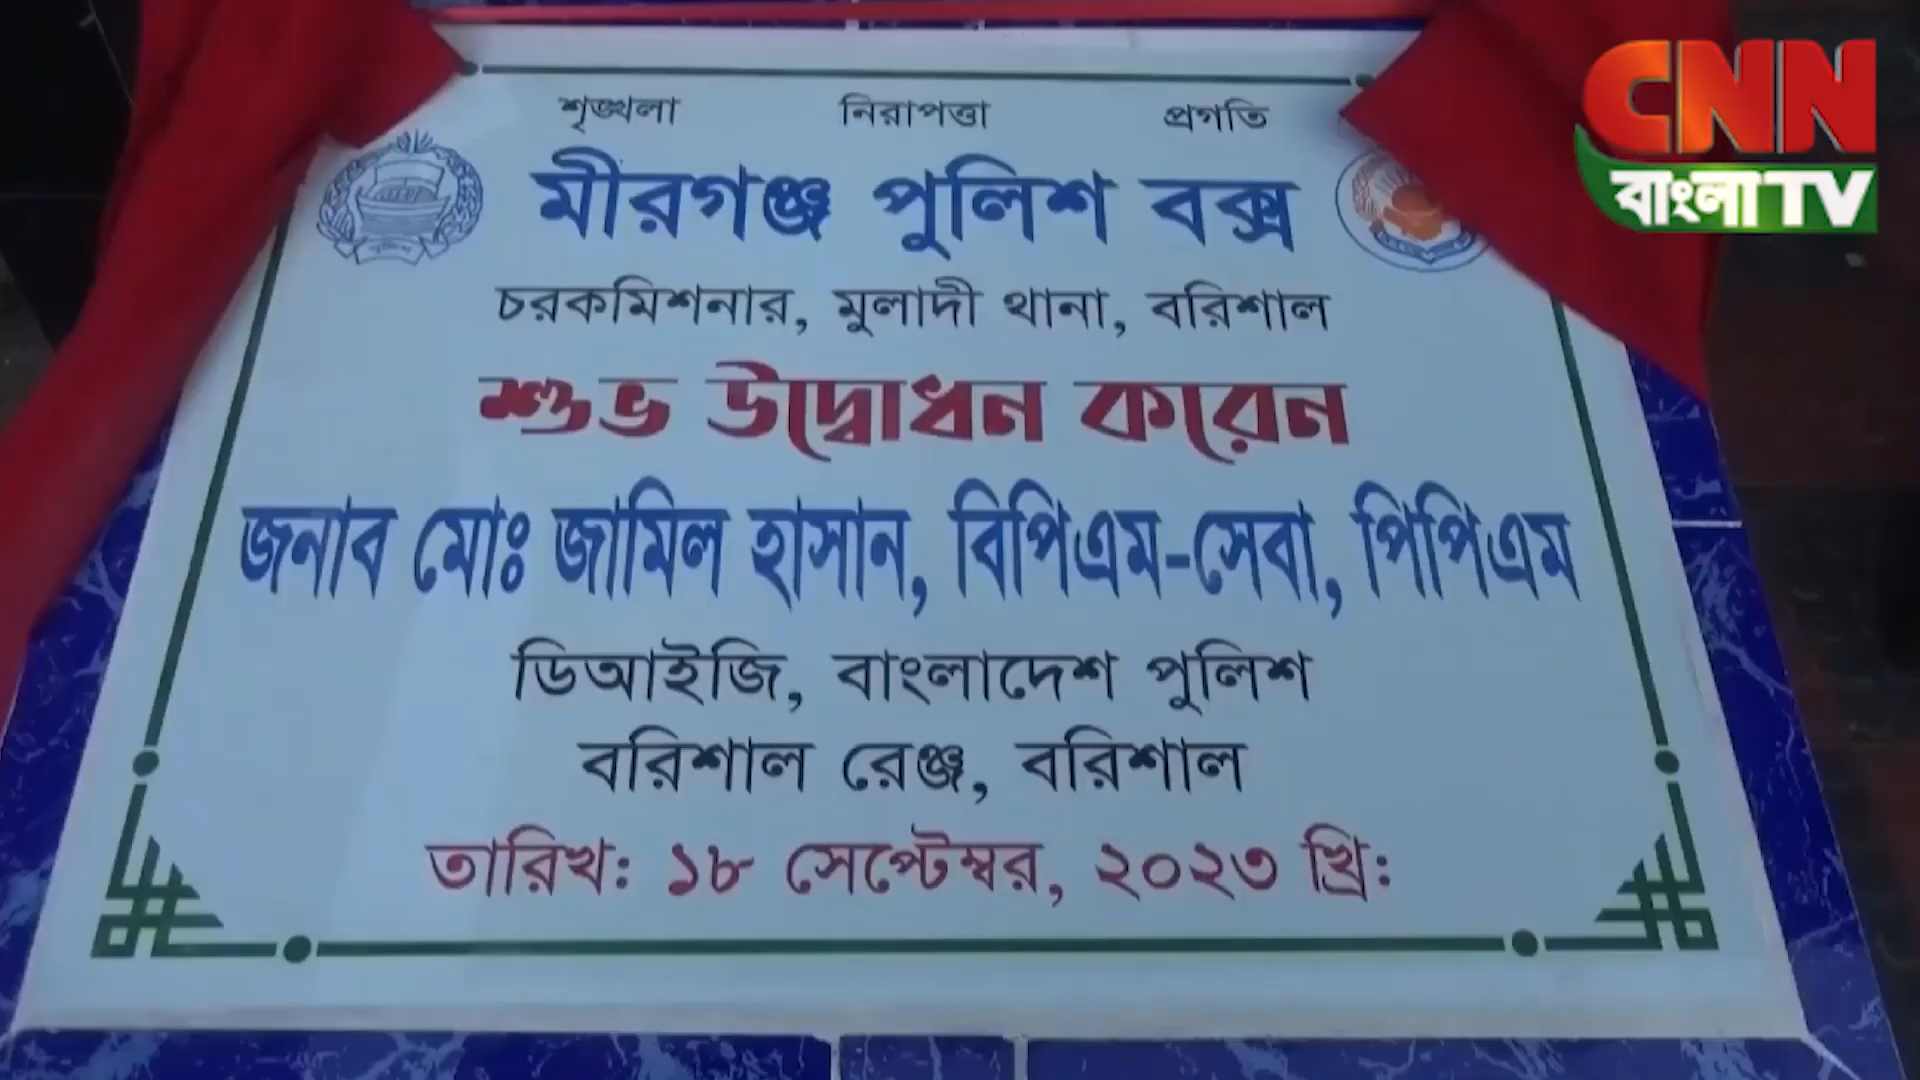 শৃঙ্খলা নিরাপত্তা প্রগতি
মীরগঞ্জ পুলিশ বক্স
চরকমিশনার, মুলাদী থানা, বরিশাল
শুভ উদ্বোধন করেন
জনাব মোঃ জামিল হাসান, বিপিএম-সেবা, পিপিএম
ডিআইজি, বাংলাদেশ পুলিশ
বরিশাল রেঞ্জ, বরিশাল
তারিখ: ১৮ সেপ্টেম্বর, ২০২৩ খ্রি:
পুলিশ
CNN
বাংলা TV